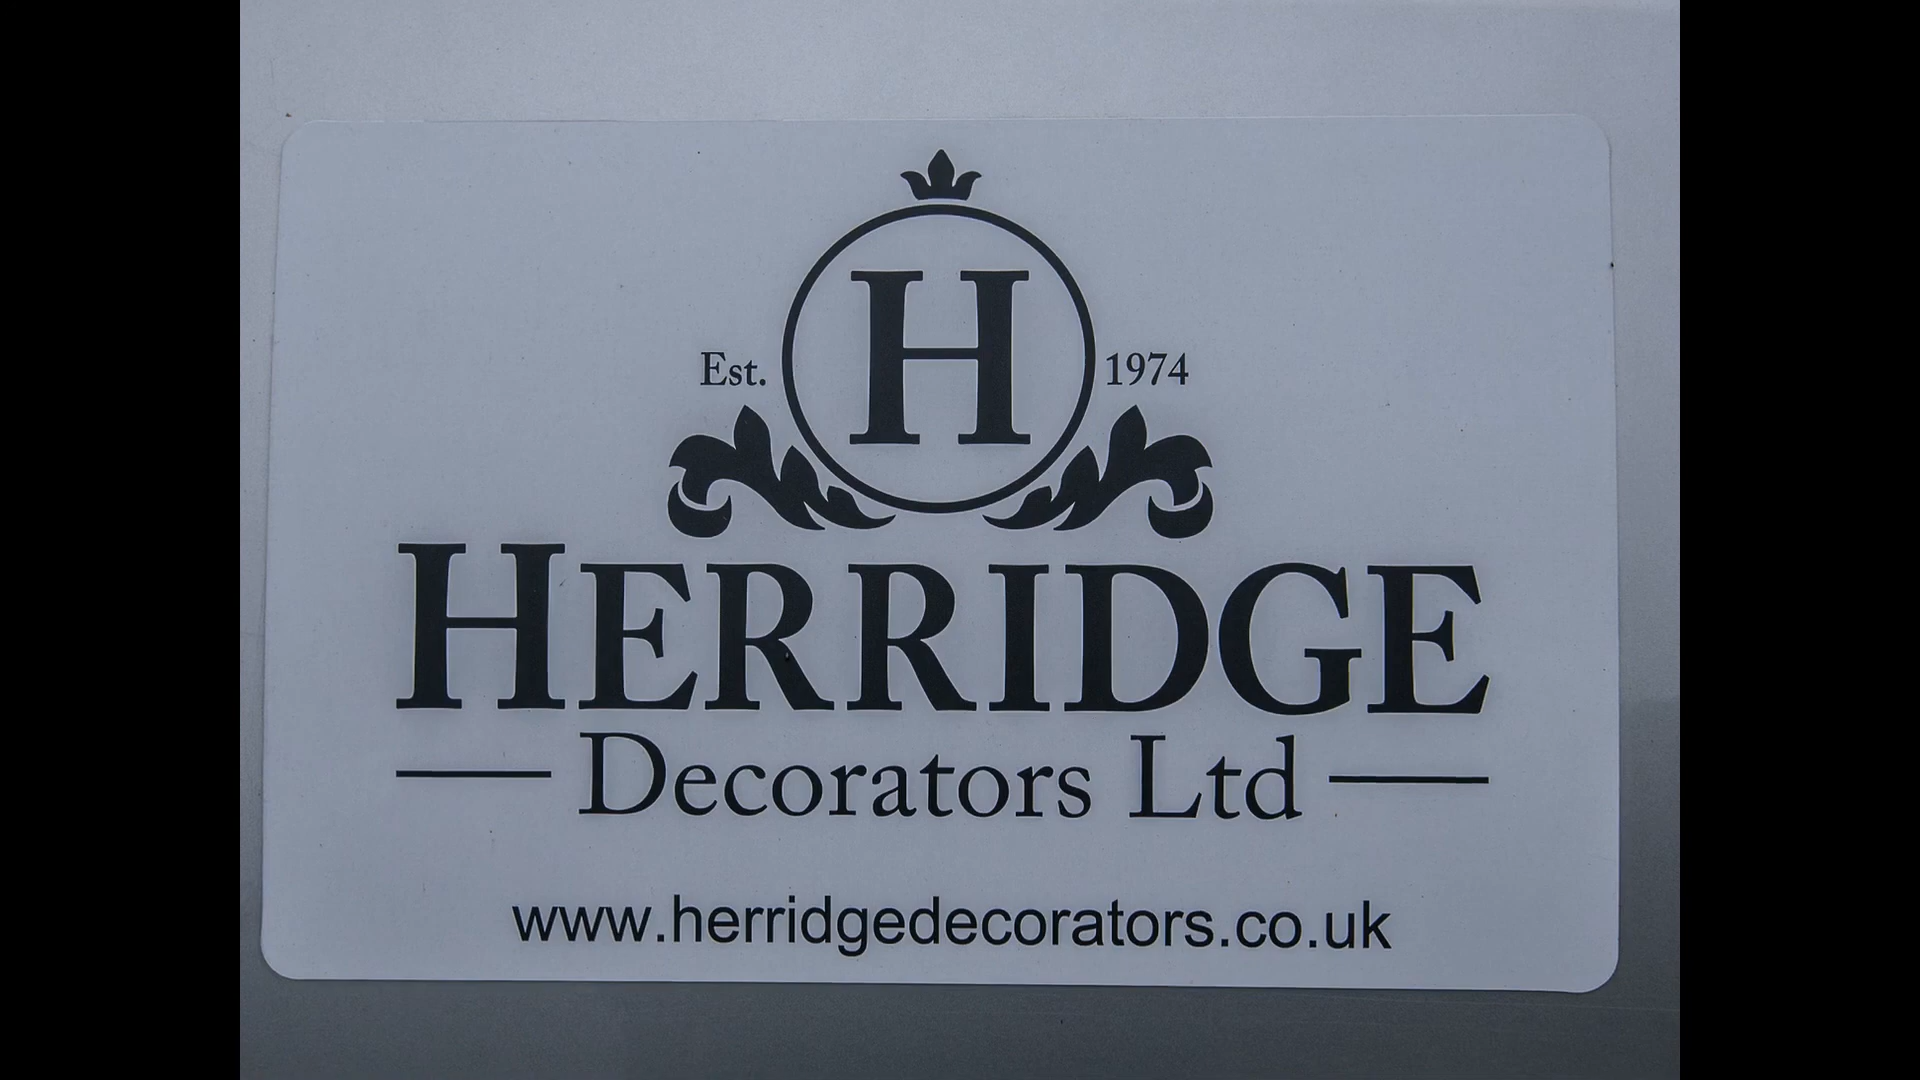 H
Est. 1974
HERRIDGE
Decorators Ltd
www.herridgedecorators.co.uk